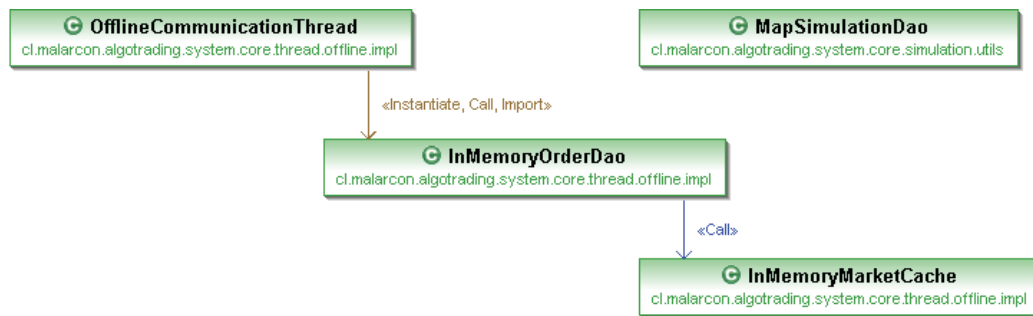 OfflineCommunicationThread
cl.malarcon.algotrading.system.core.thread.offline.impl
MapSimulationDao
cl.malarcon.algotrading.system.core.simulation.utils
«Instantiate, Call, Import»
InMemoryOrderDao
cl.malarcon.algotrading.system.core.thread.offline.impl
«Call»
InMemoryMarketCache
cl.malarcon.algotrading.system.core.thread.offline.impl